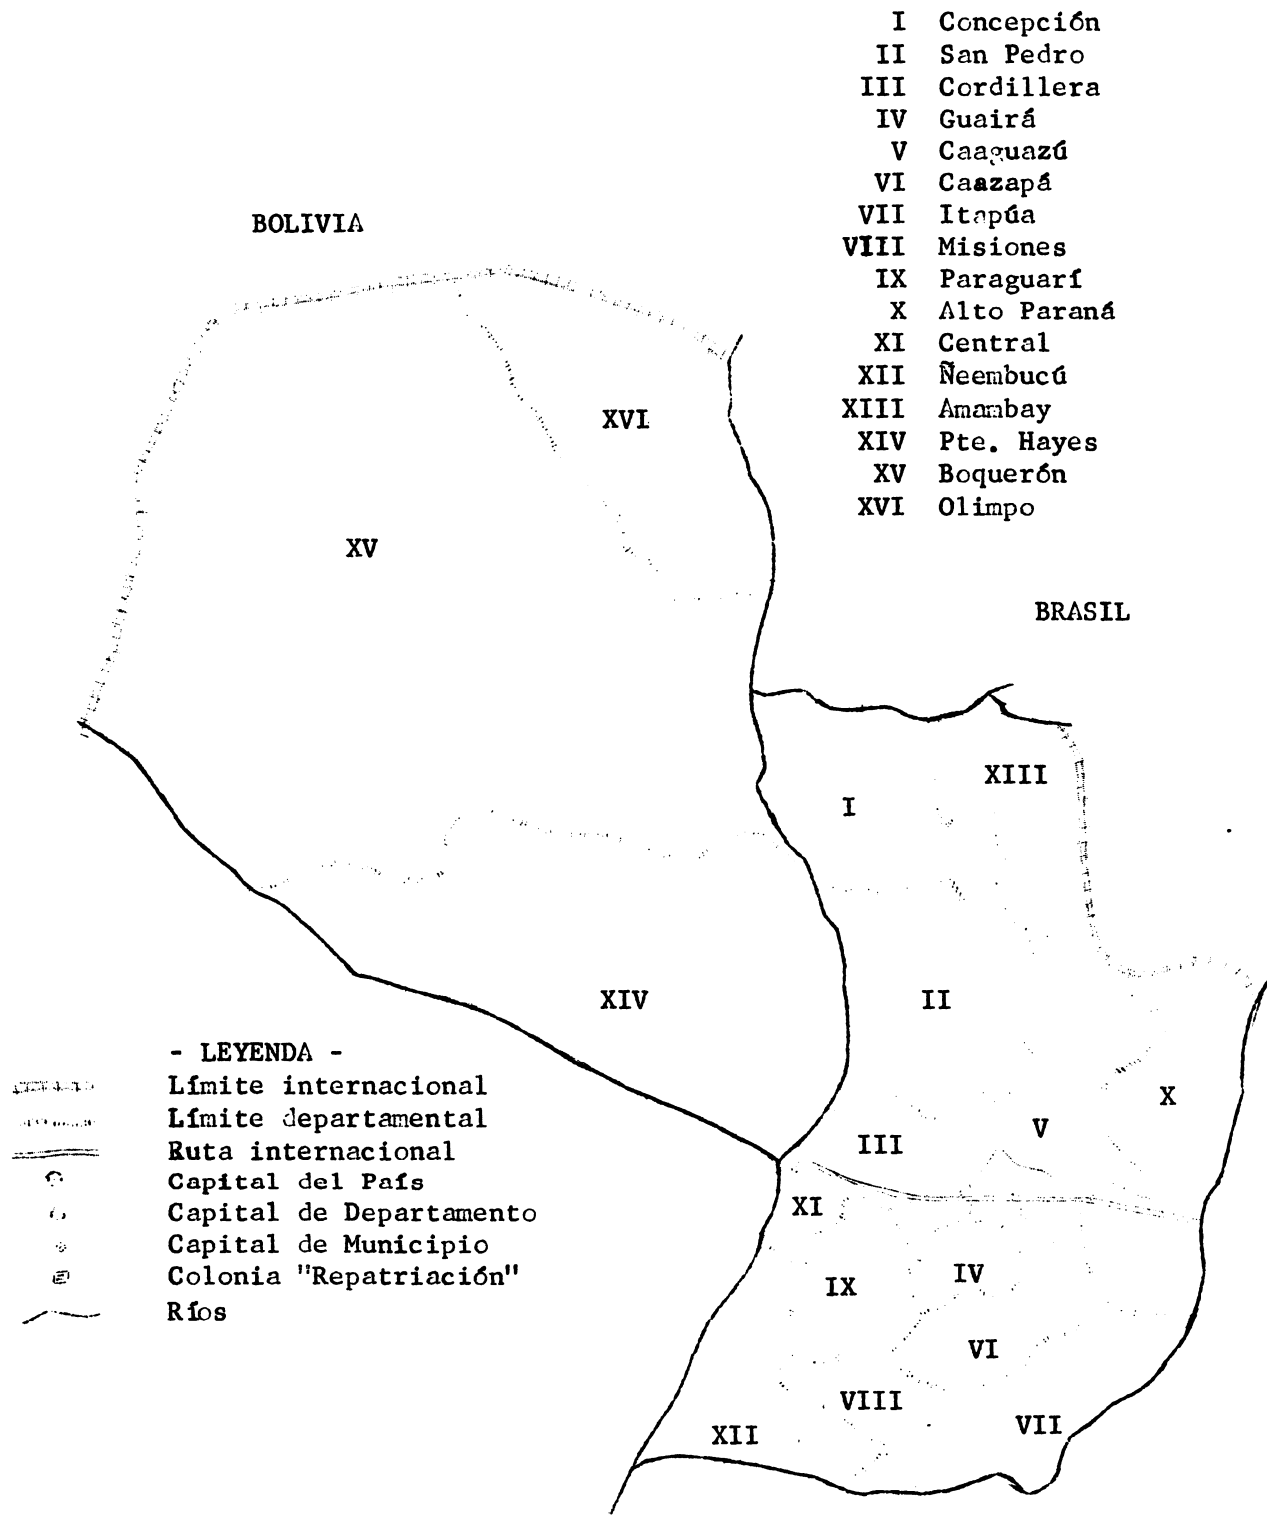 I Concepción
II San Pedro
III Cordillera
IV Guairá
V Caaguazú
VI Caazapá
VII Itapúa
VIII Misiones
IX Paraguarí
X Alto Paraná
XI Central
XII Ñeembucú
XIII Amambay
XIV Pte. Hayes
XV Boquerón
XVI Olimpo
BOLIVIA
XVI
XV
BRASIL
XIII
I
XIV
II
X
V
III
XI
IV
IX
VI
VIII
VII
XII
- LEYENDA -
Límite internacional
Límite departamental
Ruta internacional
Capital del País
Capital de Departamento
Capital de Municipio
Colonia "Repatriación"
Ríos